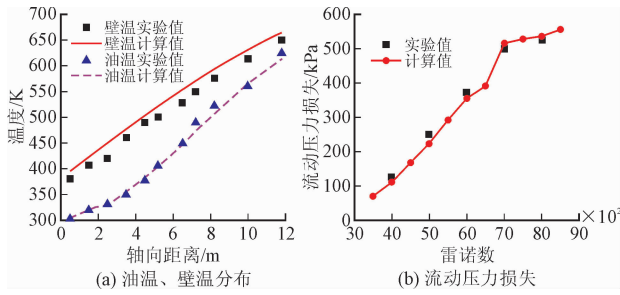 700
650
600
550
500
450
400
350
300
温度/K
壁温实验值
壁温计算值
油温实验值
油温计算值
0 2 4 6 8 10 12
轴向距离/m
(a) 油温、壁温分布
600
500
400
300
200
100
0
流动压力损失/kPa
实验值
计算值
30 40 50 60 70 80 90
×10³
雷诺数
(b) 流动压力损失